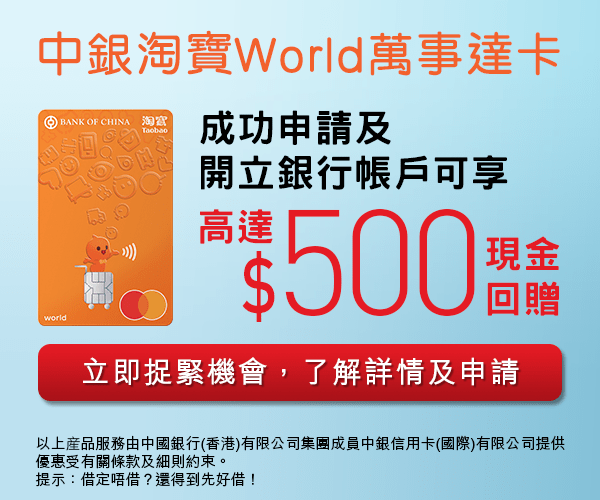 中銀淘寶World萬事達卡
BANK OF CHINA
淘宝
Taobao
world
成功申請及
開立銀行帳戶可享
高達
$500
現金
回贈
立即捉緊機會，了解詳情及申請
以上産品服務由中國銀行(香港)有限公司集團成員中銀信用卡(國際)有限公司提供
優惠受有關條款及細則約束。
提示：借定唔借？還得到先好借！